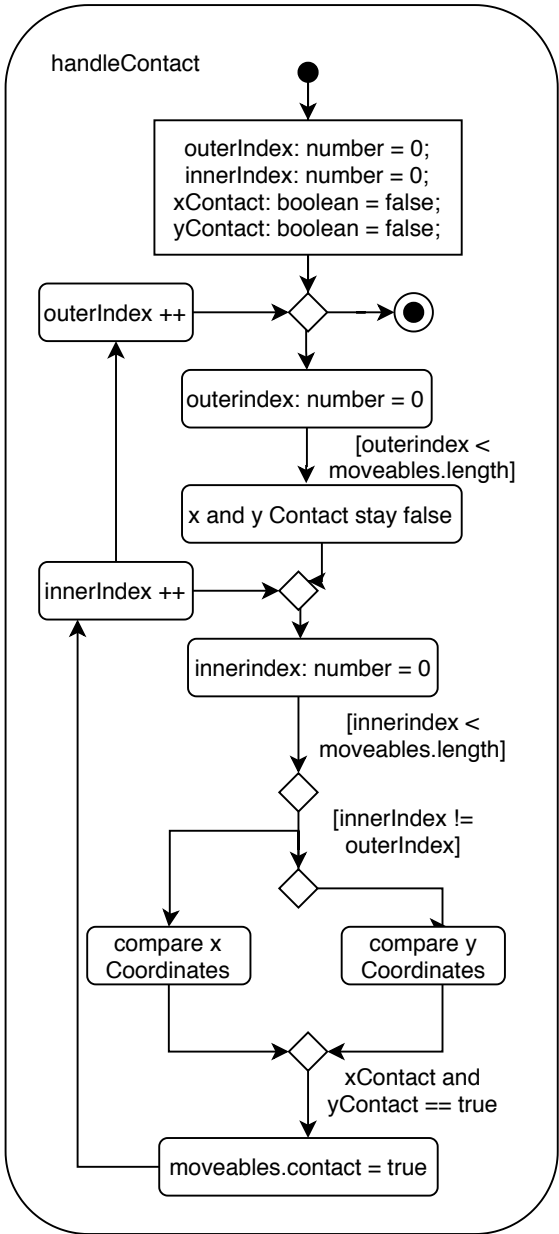 handleContact
outerIndex: number = 0;
innerIndex: number = 0;
xContact: boolean = false;
yContact: boolean = false;
outerIndex ++
outerindex: number = 0
[outerindex <
moveables.length]
x and y Contact stay false
innerIndex ++
innerindex: number = 0
[innerindex <
moveables.length]
[innerIndex !=
outerIndex]
compare x
Coordinates
compare y
Coordinates
xContact and
yContact == true
moveables.contact = true